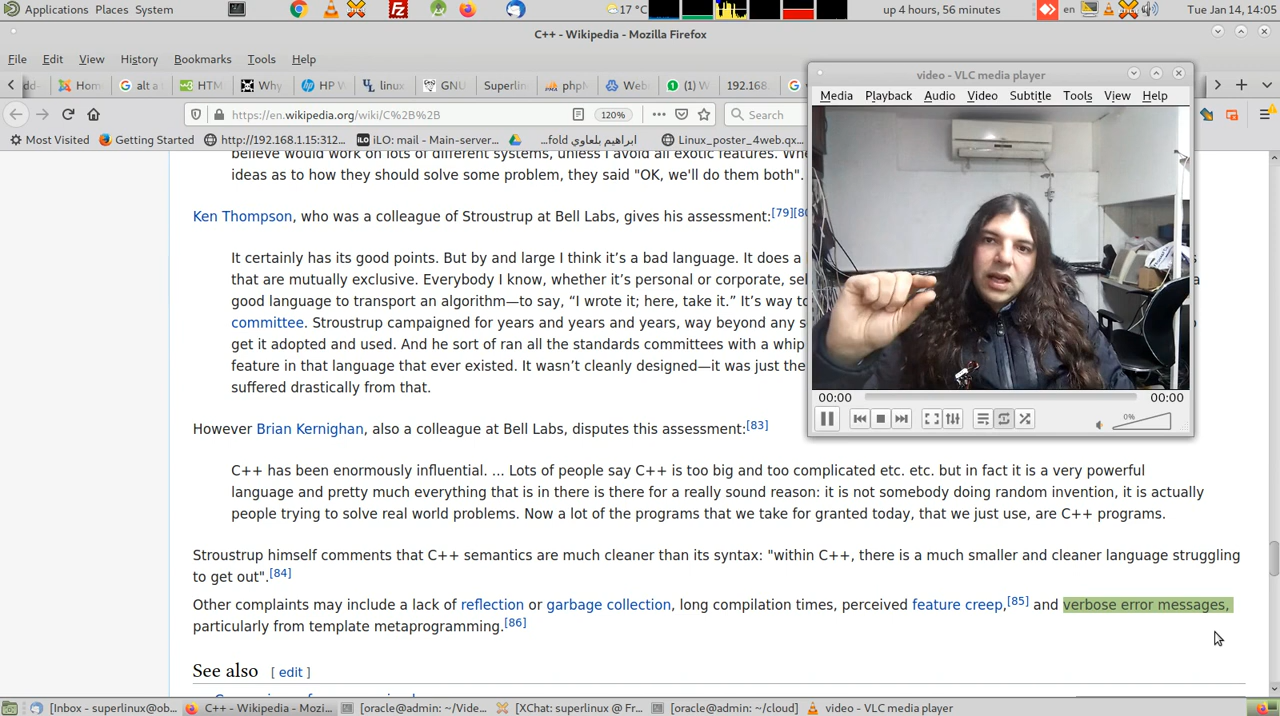 Applications Places System
17 °C
up 4 hours, 56 minutes
en
Tue Jan 14, 14:05
C++ - Wikipedia - Mozilla Firefox
File Edit View History Bookmarks Tools Help
Hom
alt a
HTM
Why
HP W
linux
GNU
Superlin
phpM
Web
(1) W
192.168.
https://en.wikipedia.org/wiki/C%2B%2B
120%
Search
Most Visited
Getting Started
http://192.168.1.15:312...
iLO: mail - Main-server...
ابراهيم بلعاوي fold...
Linux_poster_4web.qx...
video - VLC media player
Media Playback Audio Video Subtitle Tools View Help
00:00
00:00
0%
believe would work on lots of different systems, unless I avoid all exotic features. Whe
ideas as to how they should solve some problem, they said "OK, we'll do them both".
Ken Thompson, who was a colleague of Stroustrup at Bell Labs, gives his assessment:[79][80
It certainly has its good points. But by and large I think it's a bad language. It does a l
that are mutually exclusive. Everybody I know, whether it's personal or corporate, sel
good language to transport an algorithm—to say, “I wrote it; here, take it.” It's way to
committee. Stroustrup campaigned for years and years and years, way beyond any s
get it adopted and used. And he sort of ran all the standards committees with a whip
feature in that language that ever existed. It wasn't cleanly designed—it was just the
suffered drastically from that.
However Brian Kernighan, also a colleague at Bell Labs, disputes this assessment:[83]
C++ has been enormously influential. ... Lots of people say C++ is too big and too complicated etc. etc. but in fact it is a very powerful
language and pretty much everything that is in there is there for a really sound reason: it is not somebody doing random invention, it is actually
people trying to solve real world problems. Now a lot of the programs that we take for granted today, that we just use, are C++ programs.
Stroustrup himself comments that C++ semantics are much cleaner than its syntax: "within C++, there is a much smaller and cleaner language struggling
to get out".[84]
Other complaints may include a lack of reflection or garbage collection, long compilation times, perceived feature creep,[85] and verbose error messages,
particularly from template metaprogramming.[86]
See also [ edit ]
[Inbox - superlinux@ob...
C++ - Wikipedia - Mozi...
[oracle@admin: ~/Vide...
[XChat: superlinux @ Fr...
[oracle@admin: ~/cloud]
video - VLC media player